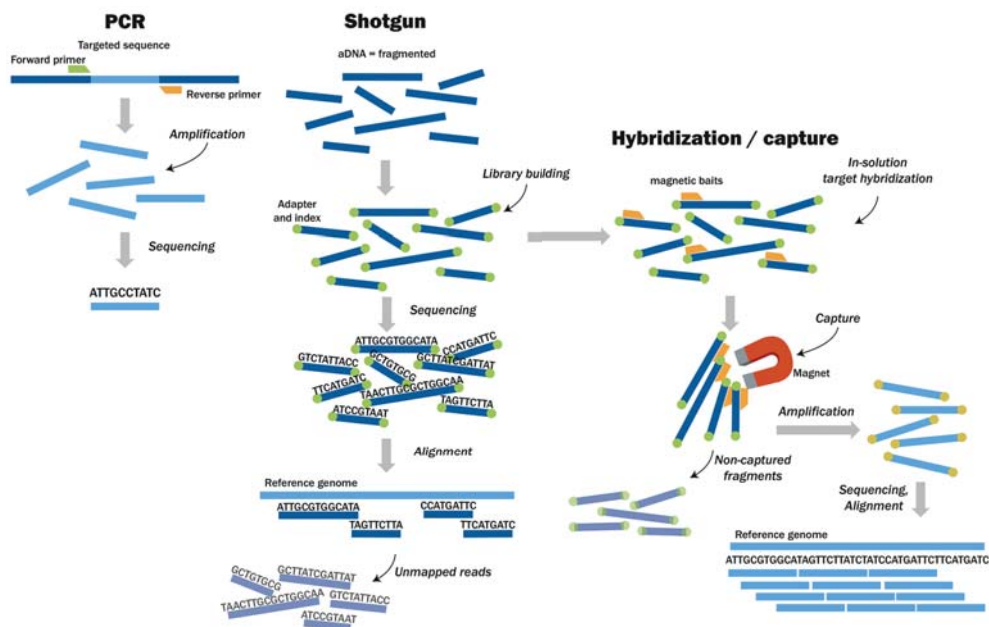 PCR
Targeted sequence
Forward primer
Reverse primer
Amplification
Sequencing
ATTGCCTATC
Shotgun
aDNA = fragmented
Library building
Adapter
and index
Sequencing
ATTGCGTGGCATA
CCATGATTC
GTCTATTACC
GCTGTGCG
GCTTATCGATTAT
TTCATGATC
TAACTTGCGCTGGCAA
TAGTTCTTA
ATCCGTAAT
Alignment
Reference genome
ATTGCGTGGCATA
CCATGATTC
TAGTTCTTA
TTCATGATC
Unmapped reads
GCTGTGCG
GCTTATCGATTAT
TAACTTGCGCTGGCAA
GTCTATTACC
ATCCGTAAT
Hybridization / capture
In-solution
target hybridization
magnetic baits
Capture
Magnet
Amplification
Non-captured
fragments
Sequencing,
Alignment
Reference genome
ATTGCGTGGCATAGTTCTTATCTATCCATGATTCTTCATGATC